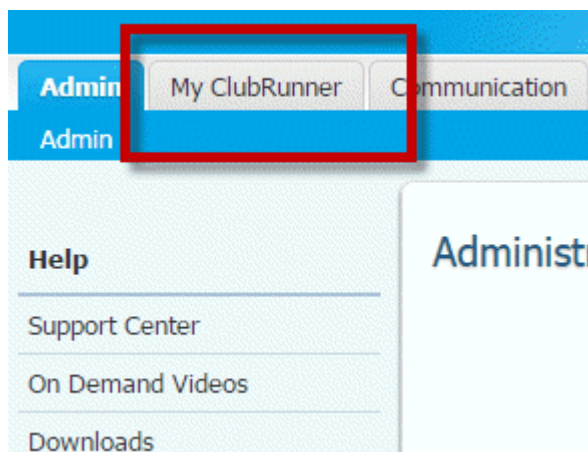 Admin My ClubRunner Communication
Admin
Help
Administ
Support Center
On Demand Videos
Downloads